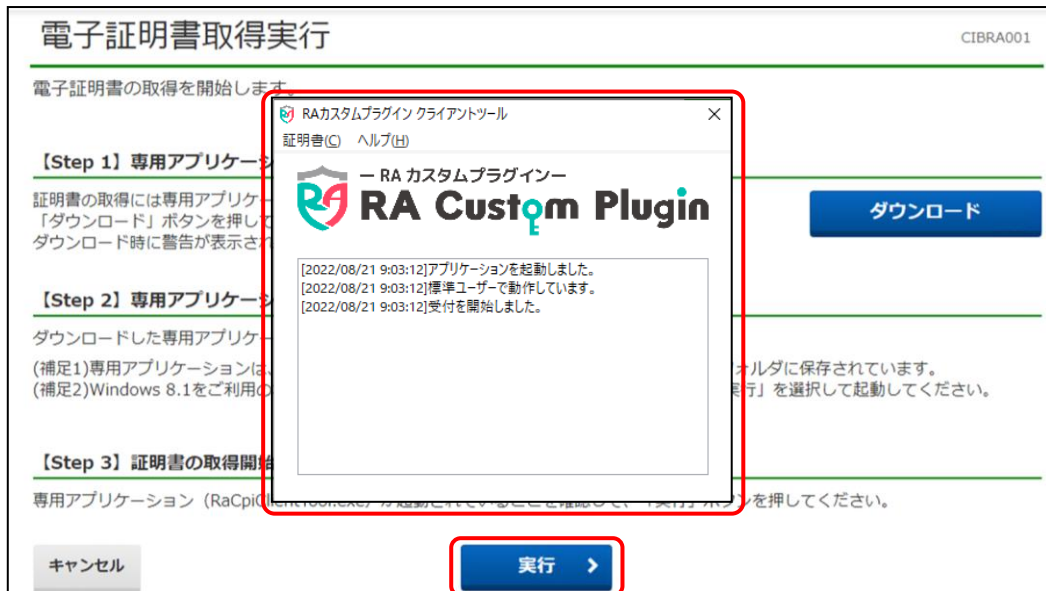 電子証明書取得実行
CIBRA001
電子証明書の取得を開始します。
RAカスタムプラグイン クライアントツール
証明書(C) ヘルプ(H)
ー RA カスタムプラグインー
RA Custom Plugin
[2022/08/21 9:03:12]アプリケーションを起動しました。
[2022/08/21 9:03:12]標準ユーザーで動作しています。
[2022/08/21 9:03:12]受付を開始しました。
【Step 1】専用アプリケーシ
証明書の取得には専用アプリケー
「ダウンロード」ボタンを押して
ダウンロード時に警告が表示され
ダウンロード
【Step 2】専用アプリケーシ
ダウンロードした専用アプリケー
(補足1)専用アプリケーションは、 ォルダに保存されています。
(補足2)Windows 8.1をご利用の 実行」を選択して起動してください。
【Step 3】証明書の取得開始
専用アプリケーション（RaCpiClientTool.exe）が起動されていることを確認して、「実行」ボタンを押してください。
キャンセル
実行